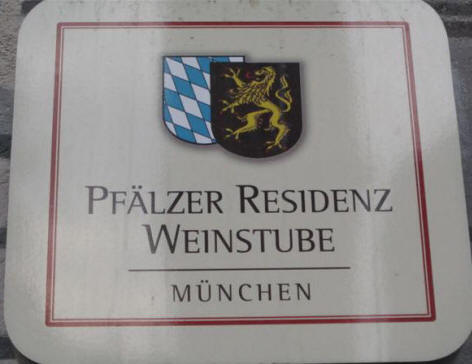 PFÄLZER RESIDENZ
WEINSTUBE
MÜNCHEN